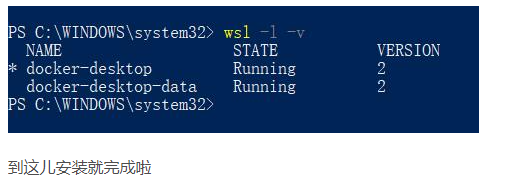 PS C:\WINDOWS\system32> wsl -l -v
  NAME                   STATE           VERSION
* docker-desktop         Running         2
  docker-desktop-data    Running         2
PS C:\WINDOWS\system32>
到这儿安装就完成啦